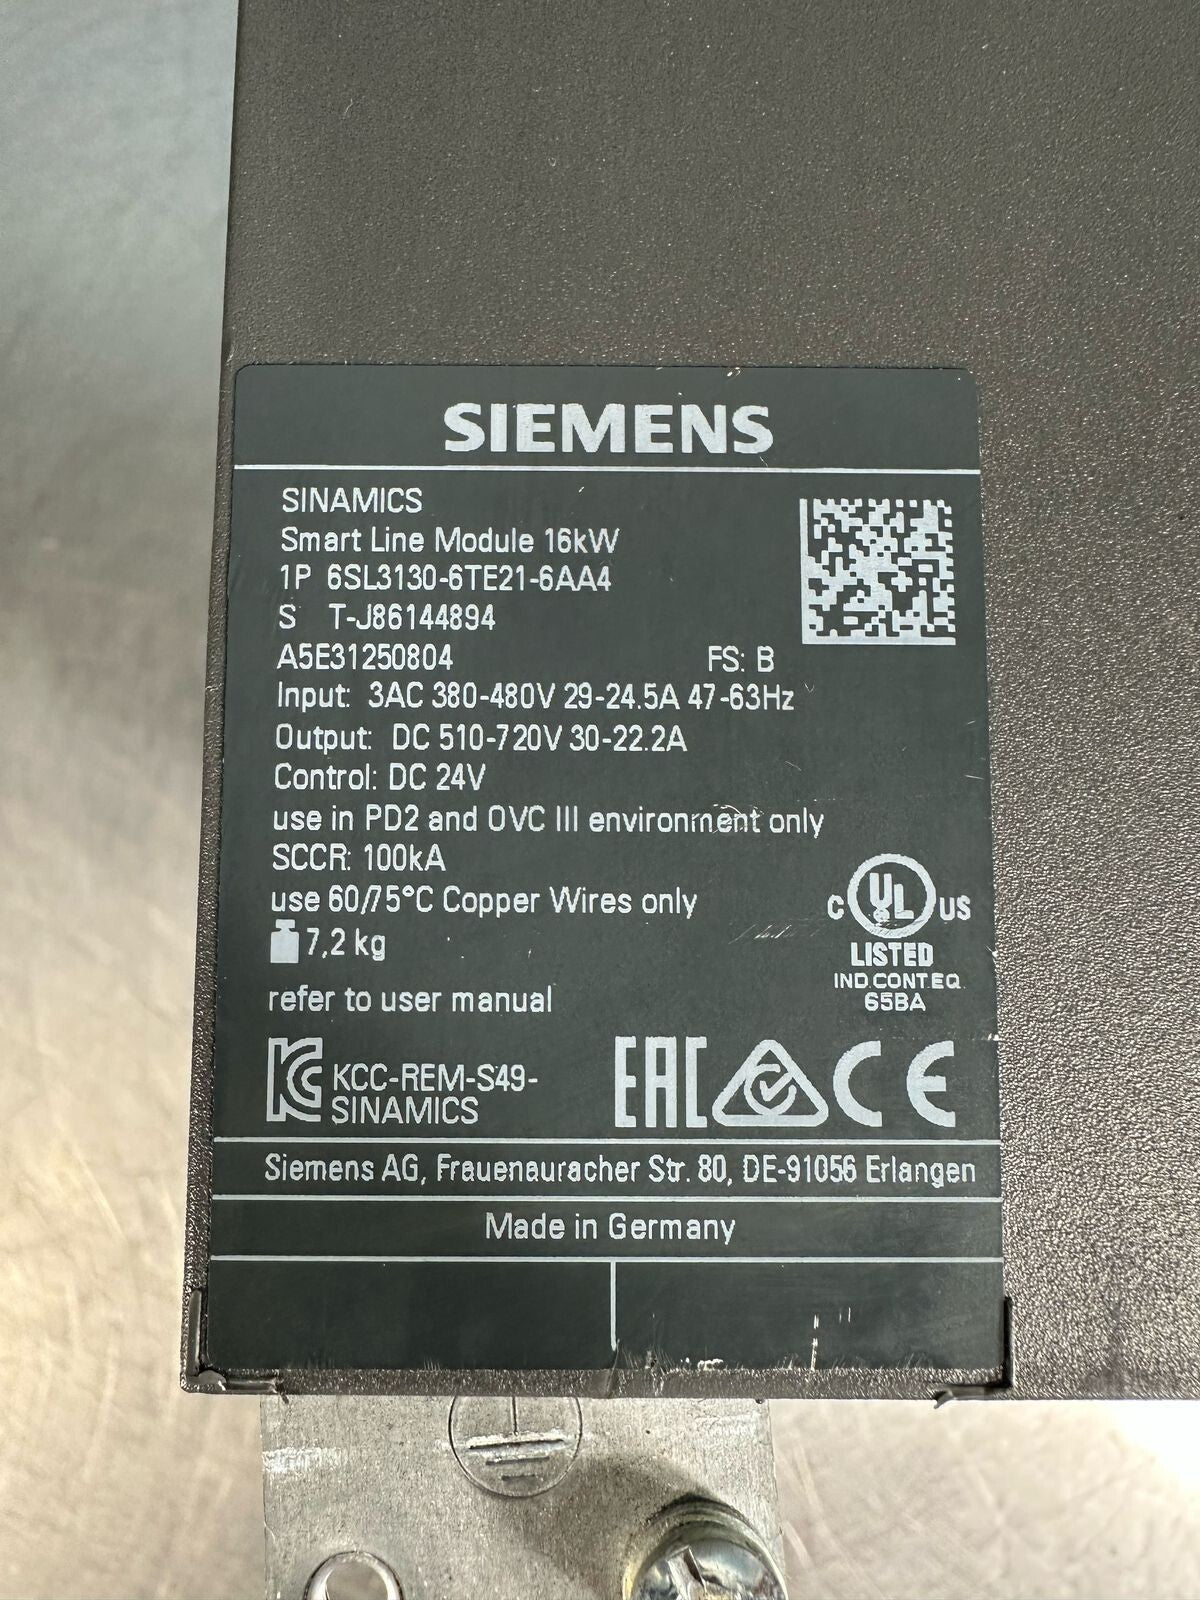 SIEMENS
SINAMICS
Smart Line Module 16kW
1P 6SL3130-6TE21-6AA4
S T-J86144894
A5E31250804 FS: B
Input: 3AC 380-480V 29-24.5A 47-63Hz
Output: DC 510-720V 30-22.2A
Control: DC 24V
use in PD2 and OVC III environment only
SCCR: 100kA
use 60/75°C Copper Wires only
7,2 kg
refer to user manual
C UL US
LISTED
IND.CONT.EQ.
65BA
KC KCC-REM-S49-
SINAMICS
EAC CE
Siemens AG, Frauenauracher Str. 80, DE-91056 Erlangen
Made in Germany